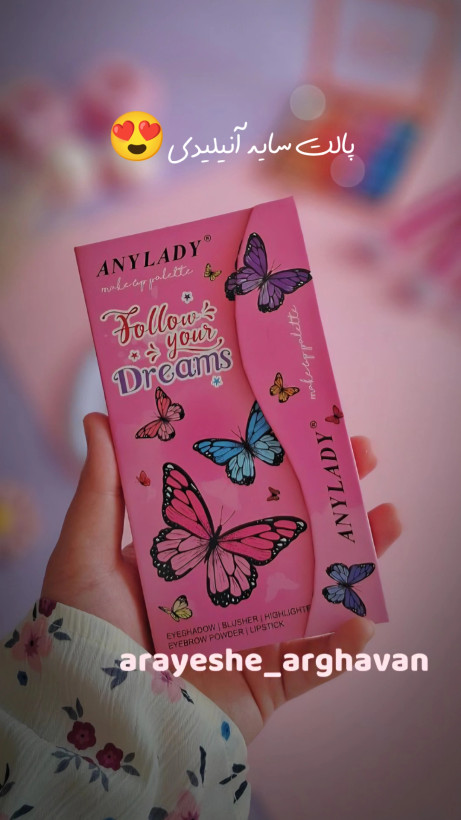 پالت سایه آنیلیدی 😍
ANYLADY®
make-up palette
Follow
your
Dreams
make-up palette
ANYLADY®
EYESHADOW | BLUSHER | HIGHLIGHTE
EYEBROW POWDER | LIPSTICK
arayeshe_arghavan